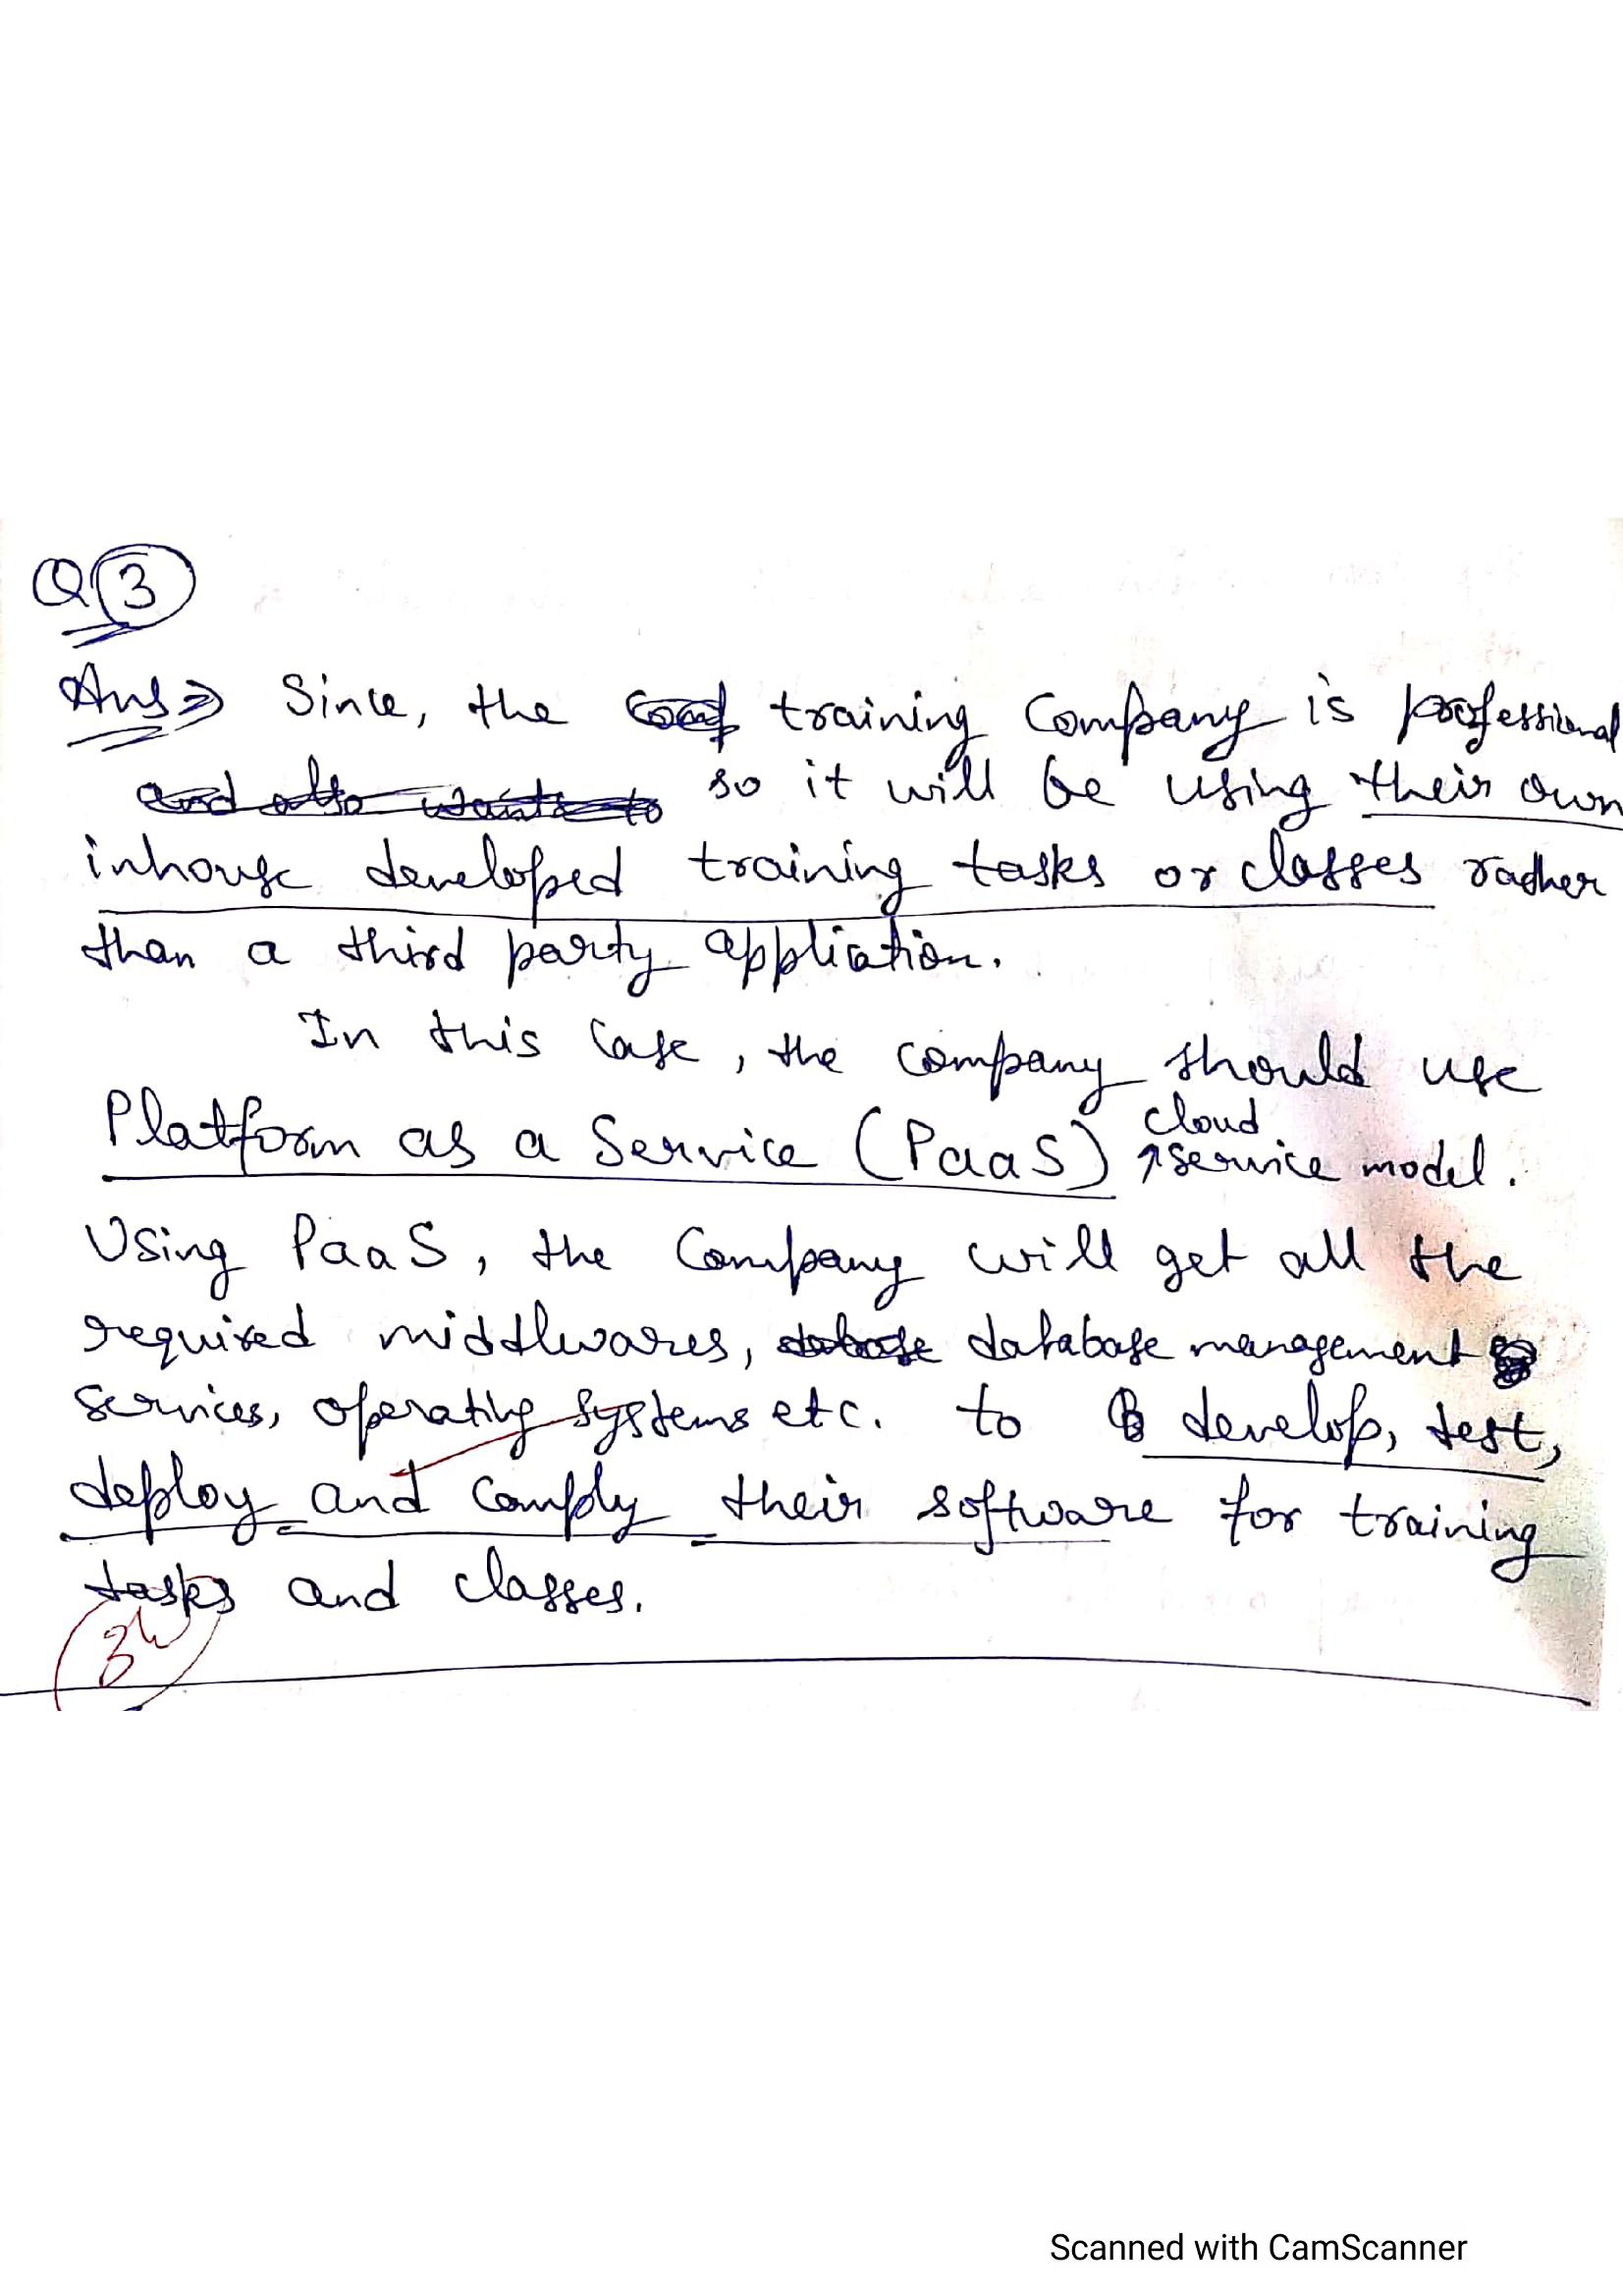 Q 3
Ans⇒ Since, the training Company is professional
so it will be using their own
inhouse developed training tasks or classes rather
than a third party appliation.
In this Case, the company should use
Platform as a Service (PaaS) cloud service model.
Using PaaS, the Company will get all the
required middlwares, database management
services, operating systems etc. to develop, test,
deploy and comply their software for training
tasks and classes.
3
Scanned with CamScanner